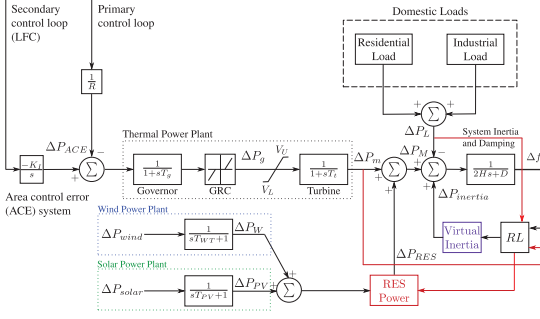 Secondary
control loop
(LFC)
Primary
control loop
Domestic Loads
Residential
Load
Industrial
Load
1/R
+ +
Σ
ΔP_L
ΔP_ACE
−
Thermal Power Plant
System Inertia
and Damping
−K_I/s
+
Σ
1/(1+sT_g)
Governor
GRC
ΔP_g
V_U
V_L
1/(1+sT_t)
Turbine
ΔP_m
+
Σ
+
ΔP_M
−
+
Σ
+
1/(2Hs+D)
Δf
Area control error
(ACE) system
ΔP_inertia
Wind Power Plant
ΔP_wind
1/(sT_WT+1)
ΔP_W
Virtual
Inertia
RL
ΔP_RES
Solar Power Plant
ΔP_solar
1/(sT_PV+1)
ΔP_PV
+
+
Σ
RES
Power